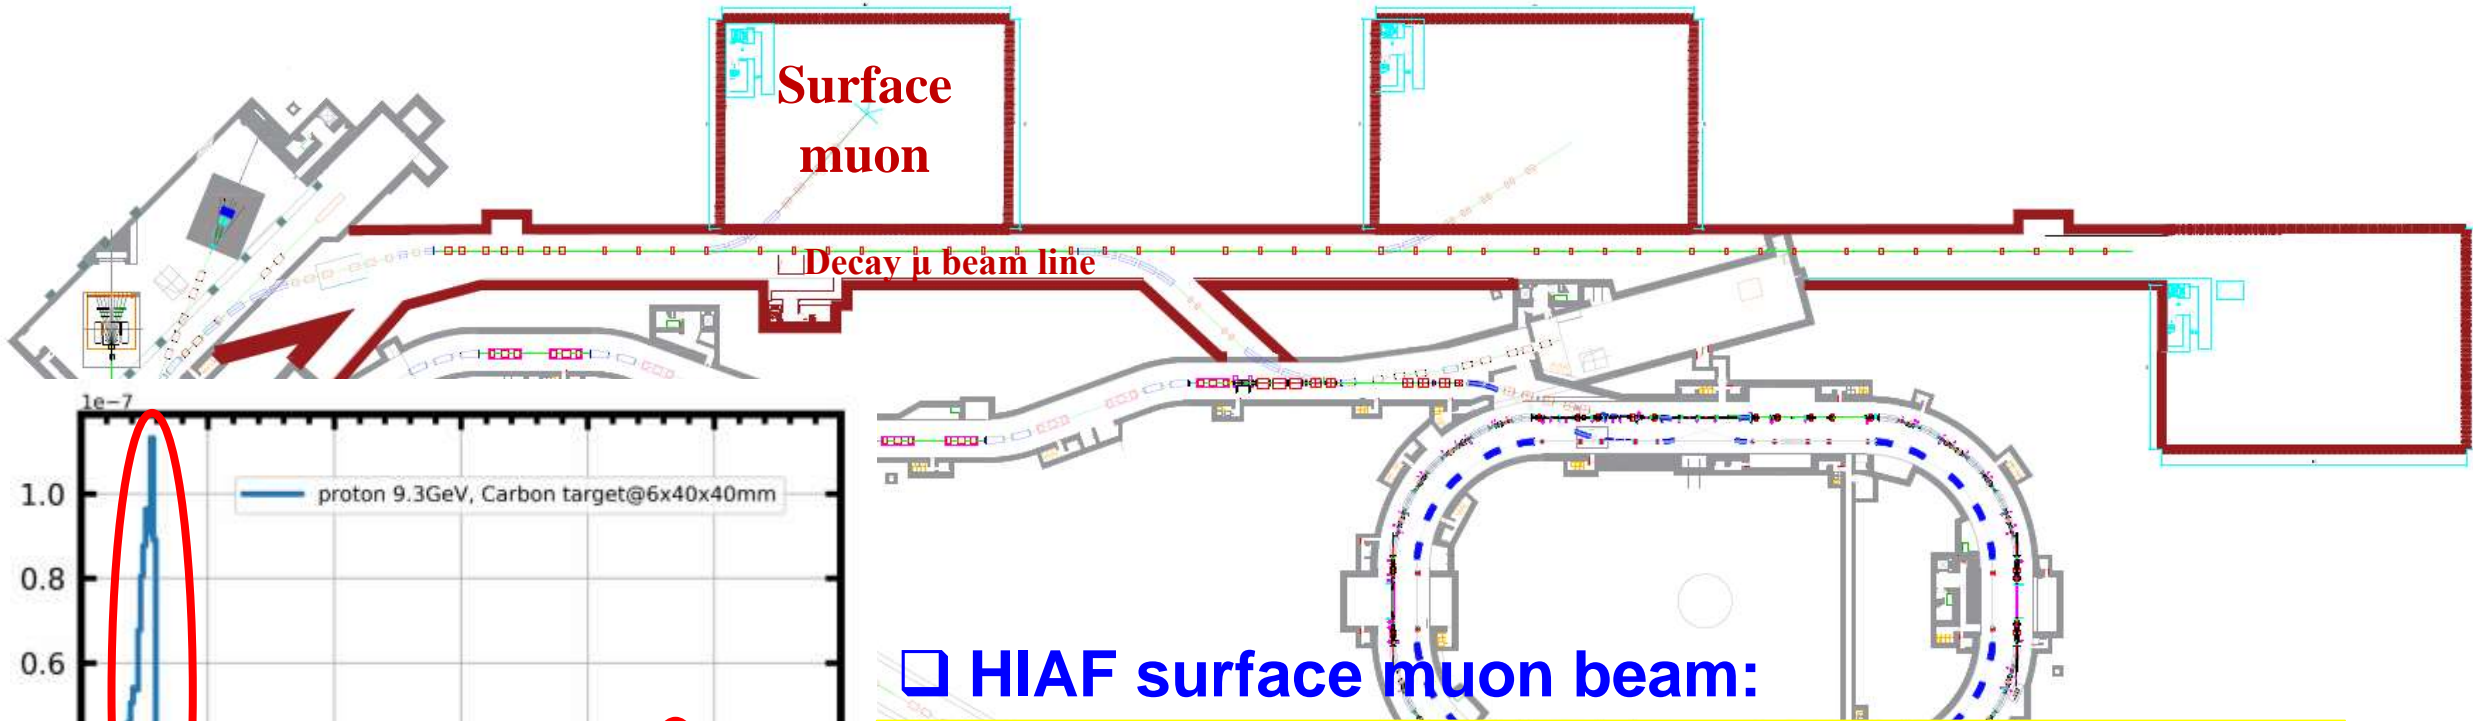 Surface
muon
Decay μ beam line
1e−7
1.0
proton 9.3GeV, Carbon target@6x40x40mm
0.8
0.6
❑ HIAF surface muon beam: